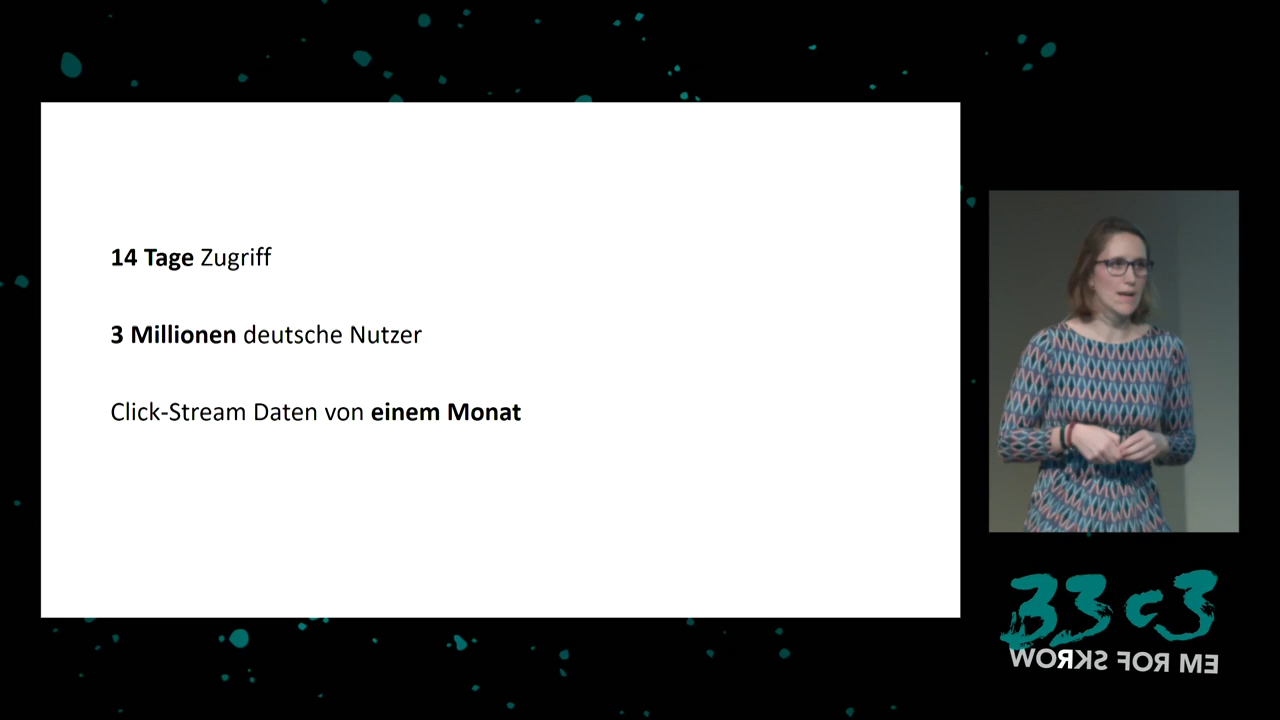 14 Tage Zugriff
3 Millionen deutsche Nutzer
Click-Stream Daten von einem Monat
33c3
WORKS FOR ME